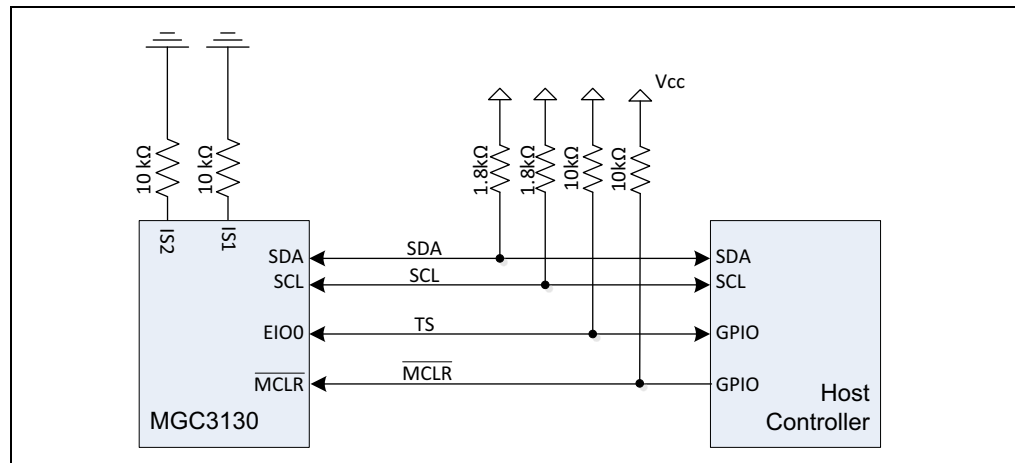 Vcc
10 kΩ
10 kΩ
1.8kΩ
1.8kΩ
10kΩ
10kΩ
IS2
IS1
SDA
SDA
SDA
SCL
SCL
SCL
EIO0
TS
GPIO
MCLR
MCLR
GPIO
MGC3130
Host
Controller